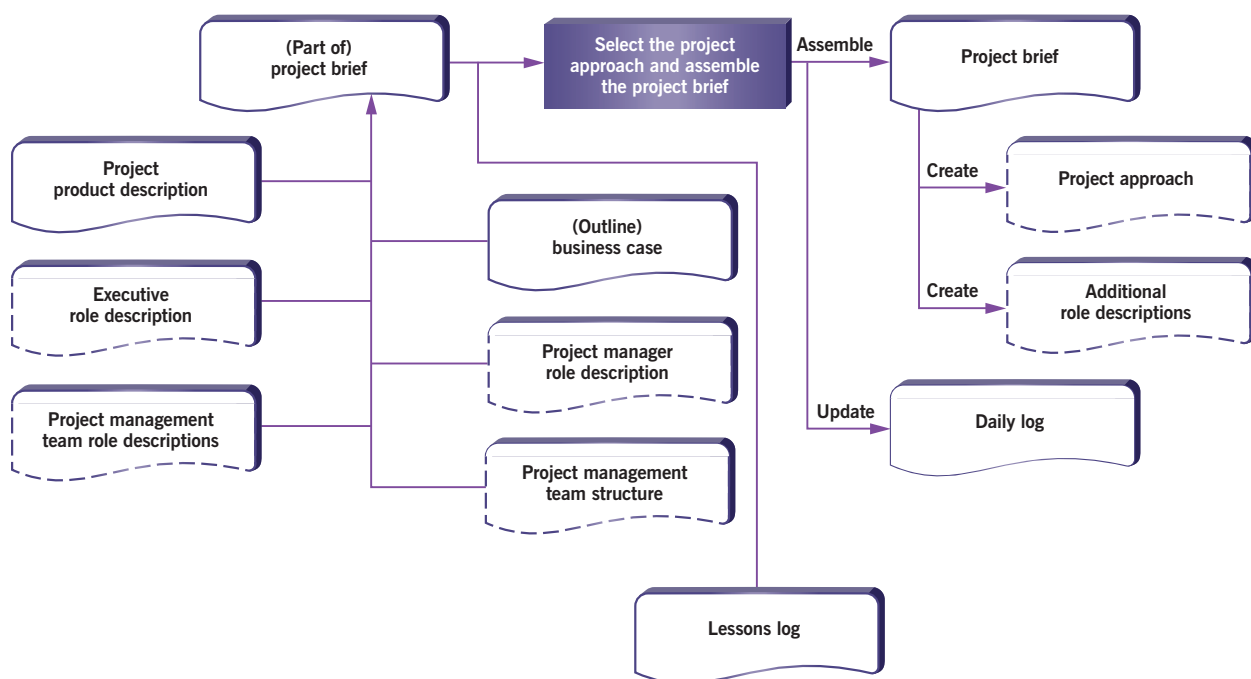 (Part of)
project brief
Select the project
approach and assemble
the project brief
Assemble
Project brief
Project
product description
Create
Project approach
(Outline)
business case
Executive
role description
Create
Additional
role descriptions
Project manager
role description
Project management
team role descriptions
Update
Daily log
Project management
team structure
Lessons log